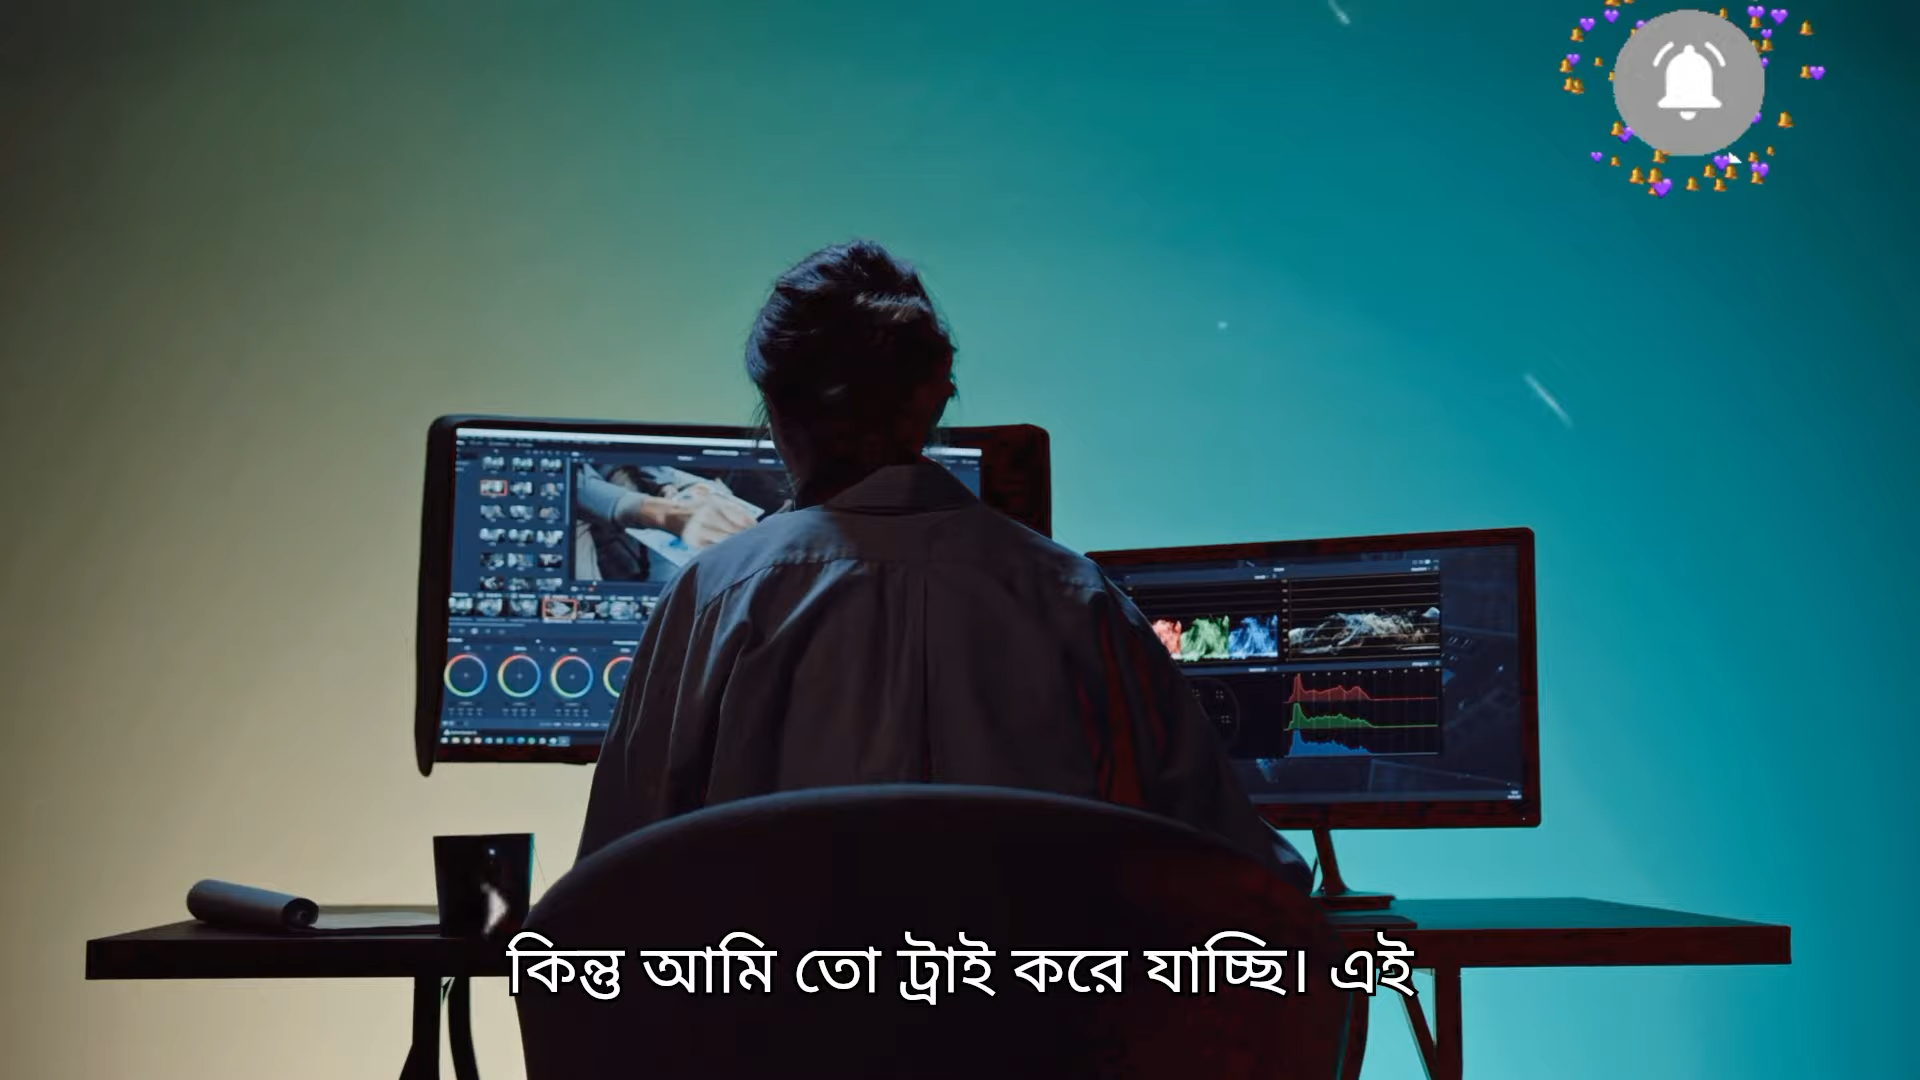 কিন্তু আমি তো ট্রাই করে যাচ্ছি। এই